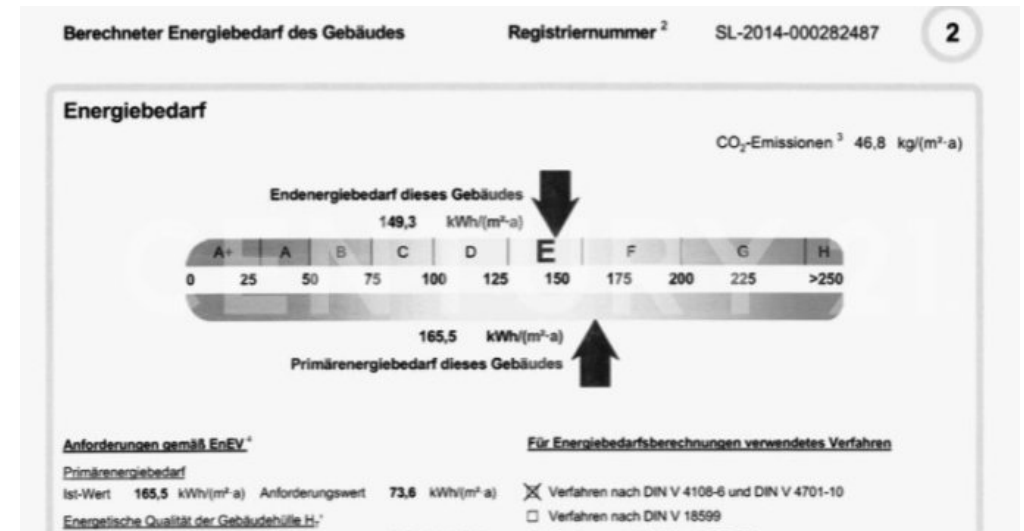 Berechneter Energiebedarf des Gebäudes Registriernummer ² SL-2014-000282487 2
Energiebedarf
CO₂-Emissionen ³ 46,8 kg/(m²·a)
Endenergiebedarf dieses Gebäudes
149,3 kWh/(m²·a)
A+ A B C D E F G H
0 25 50 75 100 125 150 175 200 225 >250
165,5 kWh/(m²·a)
Primärenergiebedarf dieses Gebäudes
CENTURY 21
Anforderungen gemäß EnEV ⁴ Für Energiebedarfsberechnungen verwendetes Verfahren
Primärenergiebedarf
Ist-Wert 165,5 kWh/(m²·a) Anforderungswert 73,6 kWh/(m²·a) ☒ Verfahren nach DIN V 4108-6 und DIN V 4701-10
Energetische Qualität der Gebäudehülle Hₜ' ☐ Verfahren nach DIN V 18599